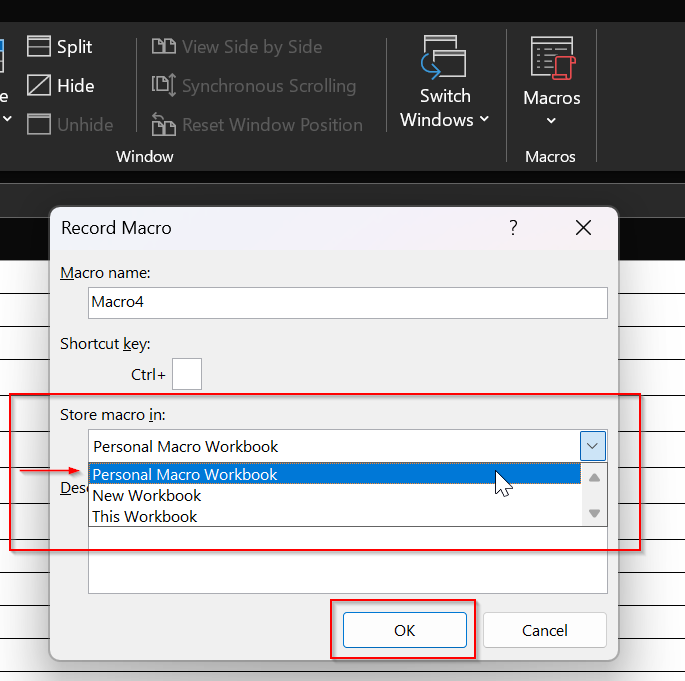 Split
Hide
Unhide
View Side by Side
Synchronous Scrolling
Reset Window Position
Window
Switch
Windows
Macros
Macros
Record Macro
?
Macro name:
Macro4
Shortcut key:
Ctrl+
Store macro in:
Personal Macro Workbook
Personal Macro Workbook
New Workbook
This Workbook
OK
Cancel